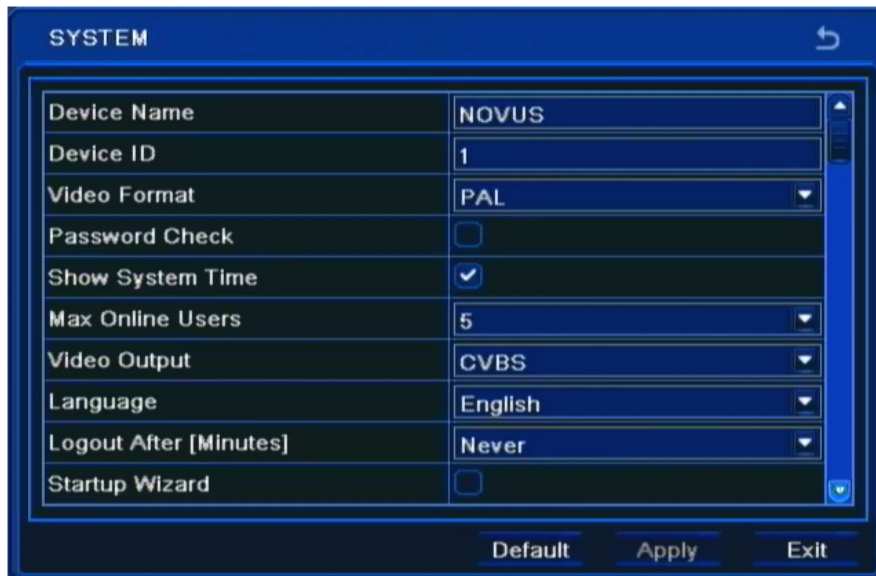 SYSTEM
Device Name NOVUS
Device ID 1
Video Format PAL
Password Check
Show System Time
Max Online Users 5
Video Output CVBS
Language English
Logout After [Minutes] Never
Startup Wizard
Default Apply Exit